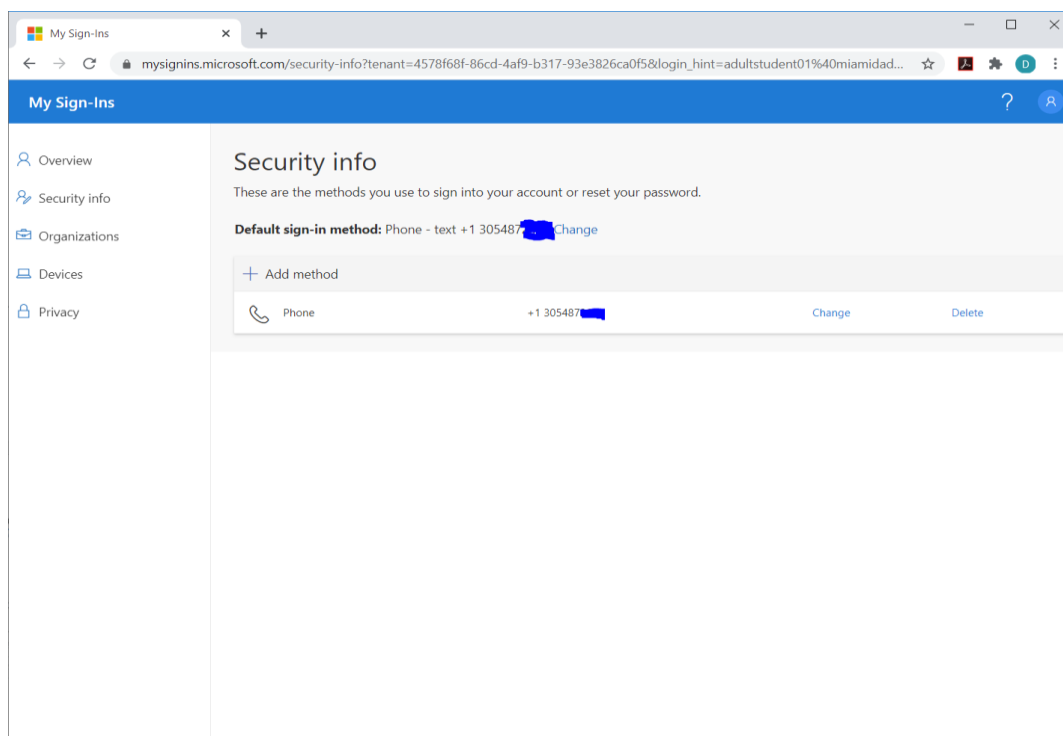 My Sign-Ins
mysignins.microsoft.com/security-info?tenant=4578f68f-86cd-4af9-b317-93e3826ca0f5&login_hint=adultstudent01%40miamidad...
D
My Sign-Ins
?
Overview
Security info
Organizations
Devices
Privacy
Security info
These are the methods you use to sign into your account or reset your password.
Default sign-in method: Phone - text +1 305487 Change
+ Add method
Phone +1 305487 Change Delete